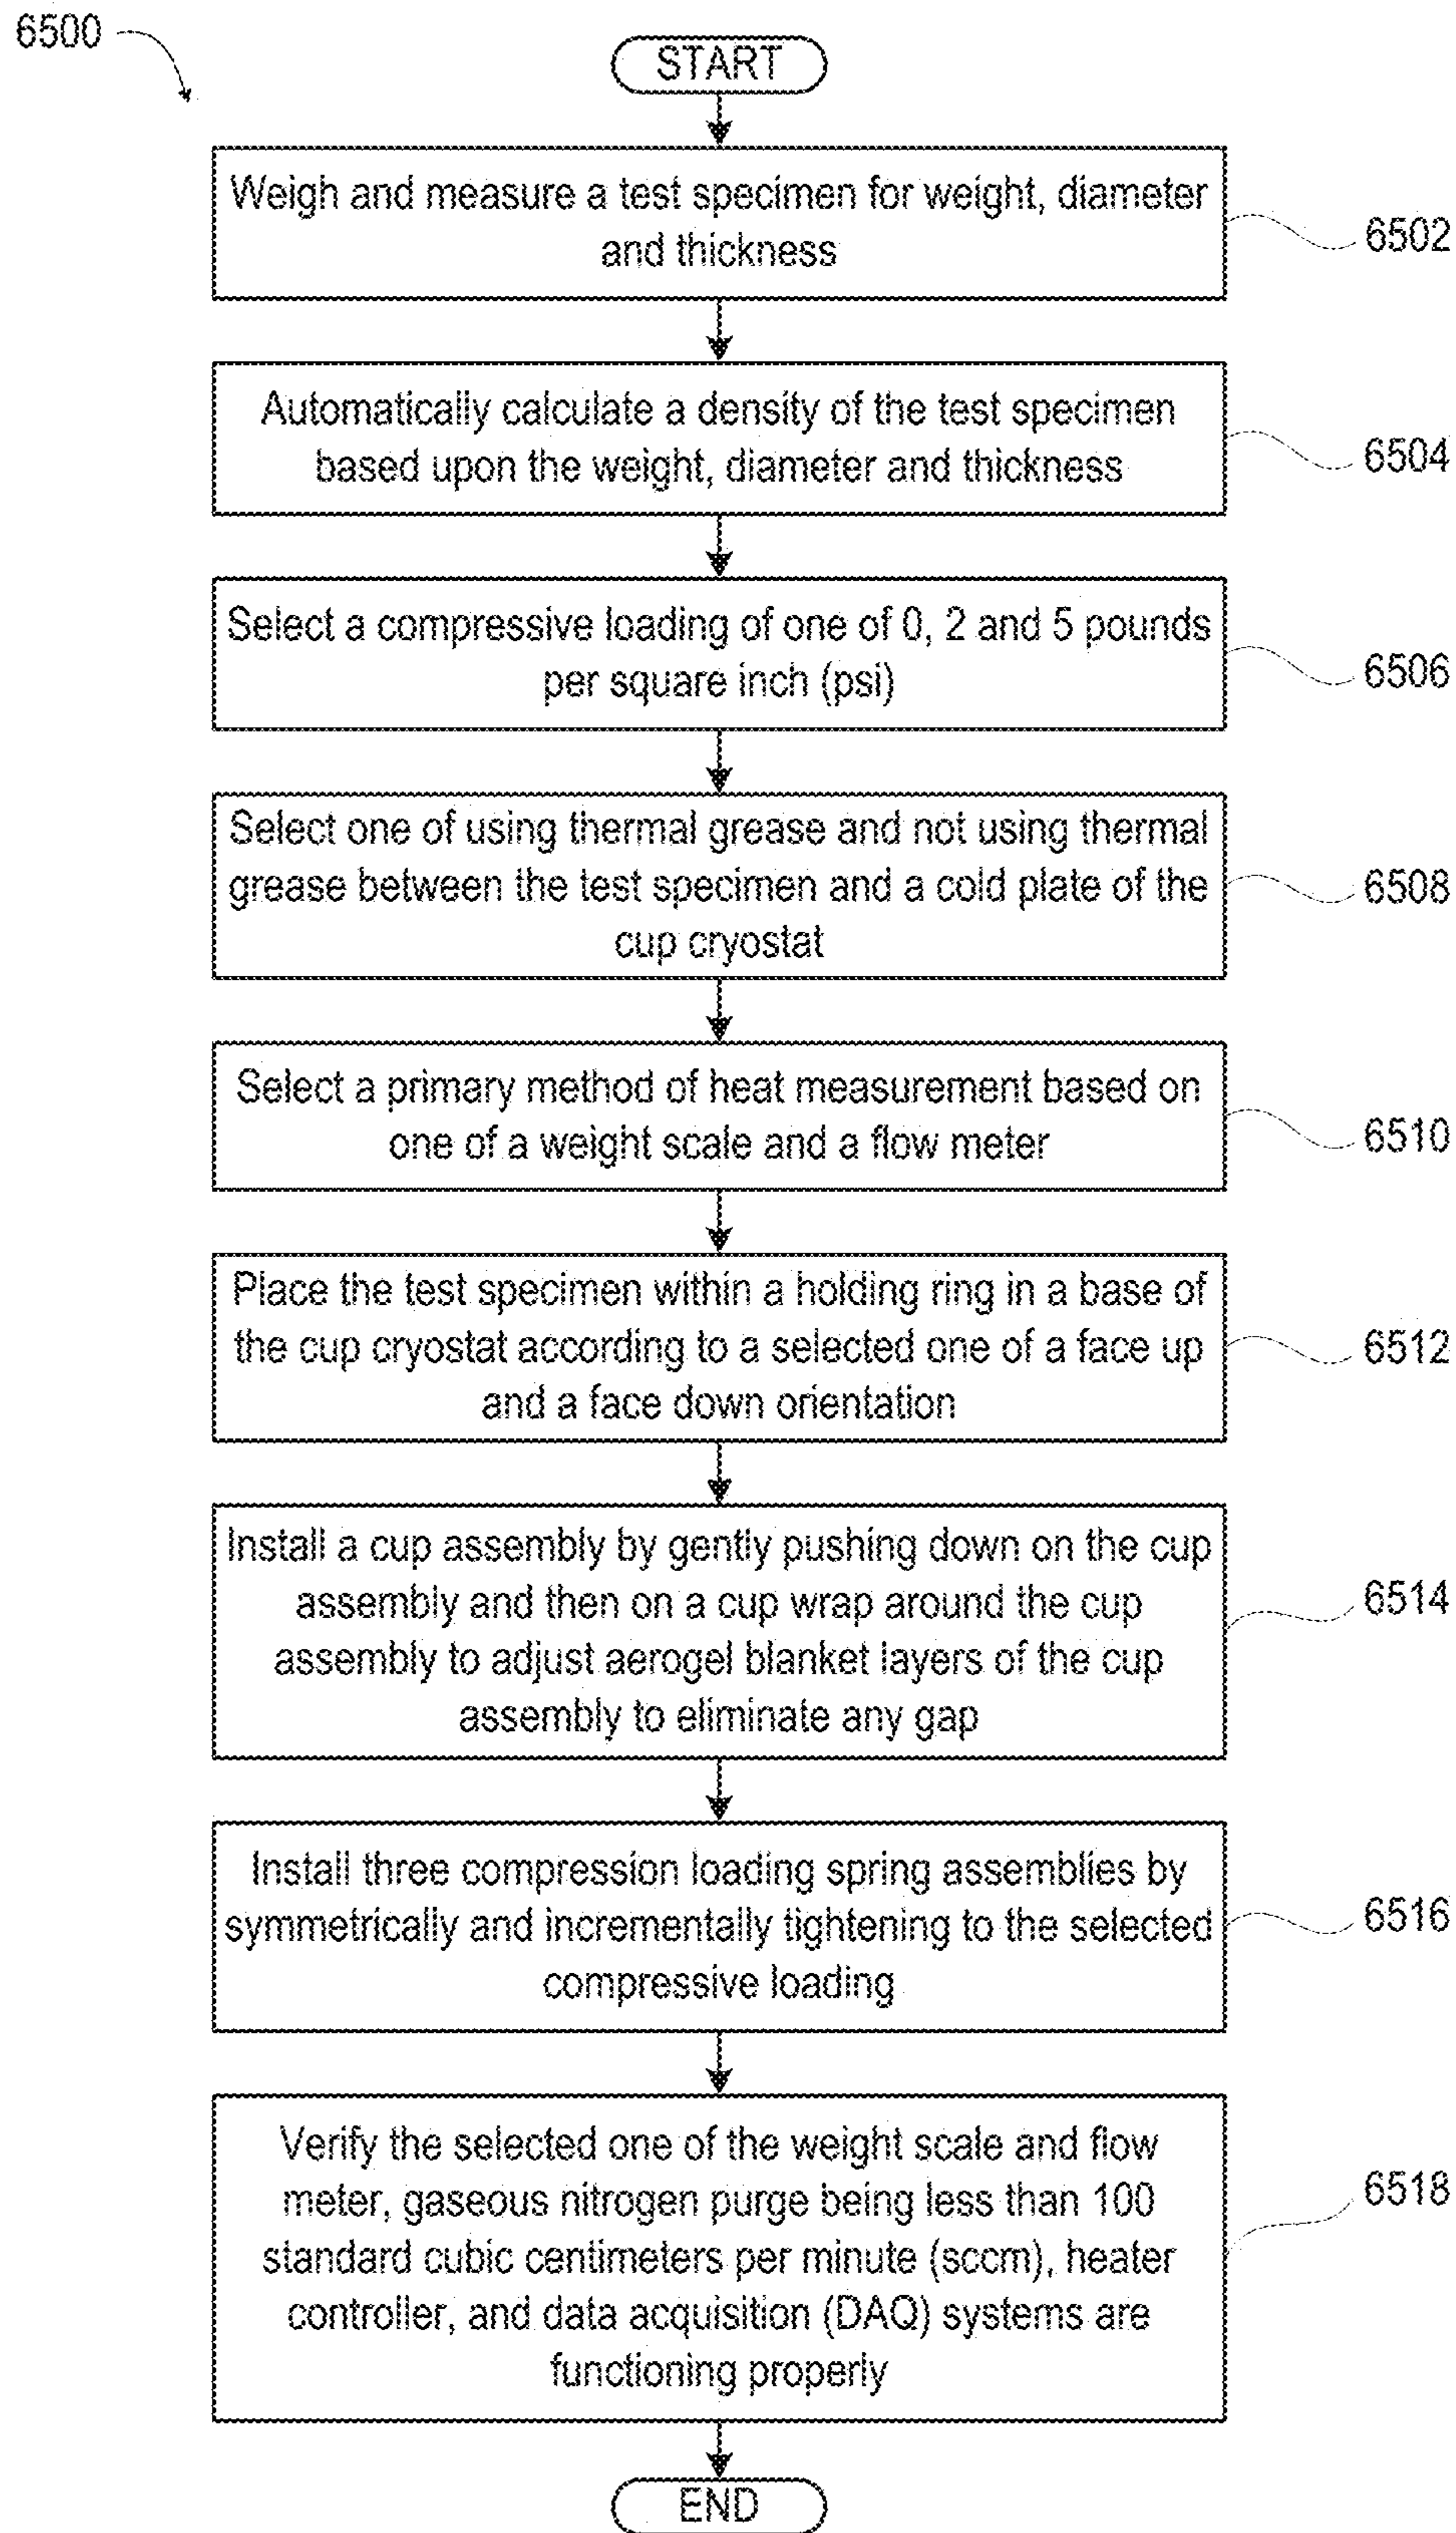 6500
START
Weigh and measure a test specimen for weight, diameter
and thickness
6502
Automatically calculate a density of the test specimen
based upon the weight, diameter and thickness
6504
Select a compressive loading of one of 0, 2 and 5 pounds
per square inch (psi)
6506
Select one of using thermal grease and not using thermal
grease between the test specimen and a cold plate of the
cup cryostat
6508
Select a primary method of heat measurement based on
one of a weight scale and a flow meter
6510
Place the test specimen within a holding ring in a base of
the cup cryostat according to a selected one of a face up
and a face down orientation
6512
Install a cup assembly by gently pushing down on the cup
assembly and then on a cup wrap around the cup
assembly to adjust aerogel blanket layers of the cup
assembly to eliminate any gap
6514
Install three compression loading spring assemblies by
symmetrically and incrementally tightening to the selected
compressive loading
6516
Verify the selected one of the weight scale and flow
meter, gaseous nitrogen purge being less than 100
standard cubic centimeters per minute (sccm), heater
controller, and data acquisition (DAQ) systems are
functioning properly
6518
END